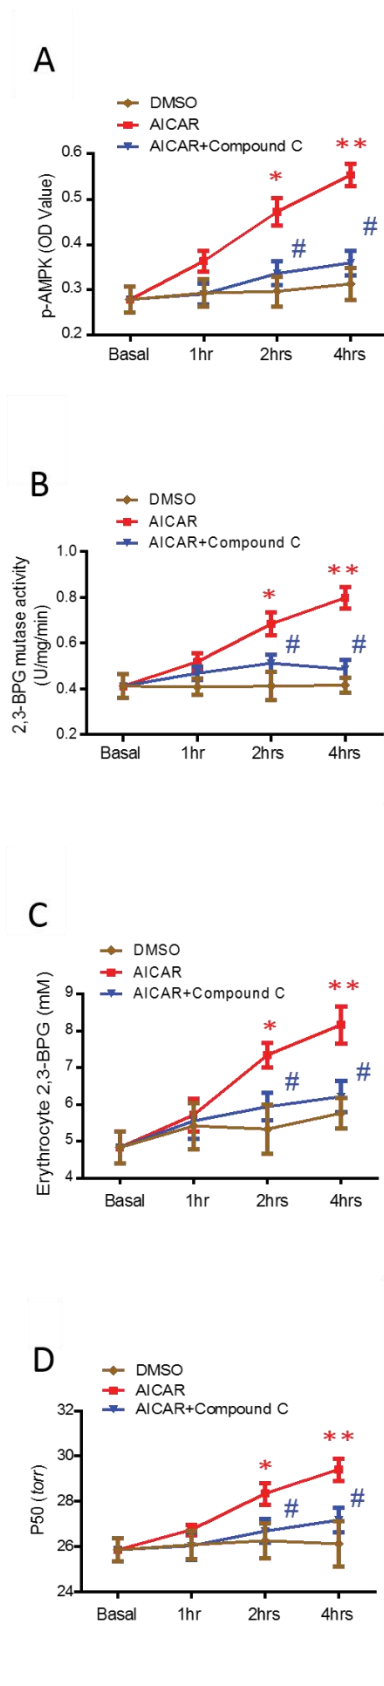 A
DMSO
AICAR
AICAR+Compound C
p-AMPK (OD Value)
0.6
0.5
0.4
0.3
0.2
*
**
#
#
Basal 1hr 2hrs 4hrs
B
DMSO
AICAR
AICAR+Compound C
2,3-BPG mutase activity
(U/mg/min)
1.0
0.8
0.6
0.4
0.2
*
**
#
#
Basal 1hr 2hrs 4hrs
C
DMSO
AICAR
AICAR+Compound C
Erythrocyte 2,3-BPG (mM)
9
8
7
6
5
4
*
**
#
#
Basal 1hr 2hrs 4hrs
D
DMSO
AICAR
AICAR+Compound C
P50 (torr)
32
30
28
26
24
*
**
#
#
Basal 1hr 2hrs 4hrs